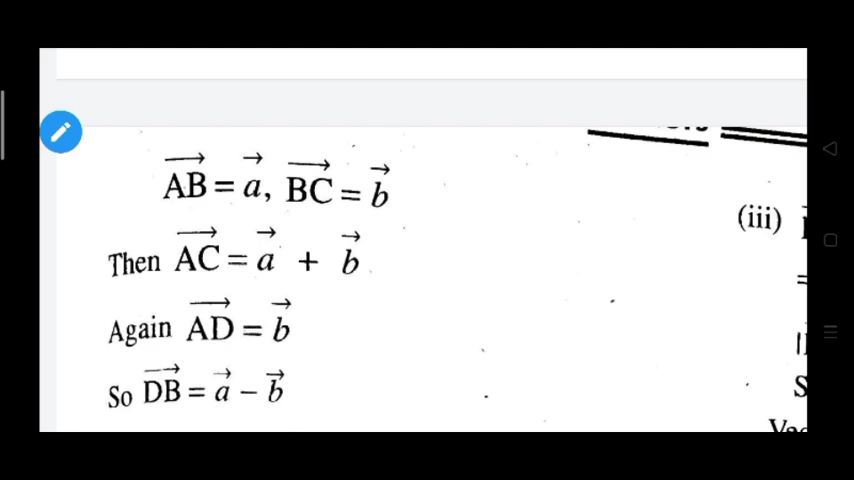 AB⃗ = a⃗, BC⃗ = b⃗
Then AC⃗ = a⃗ + b⃗
Again AD⃗ = b⃗
So DB⃗ = a⃗ − b⃗
(iii)
=